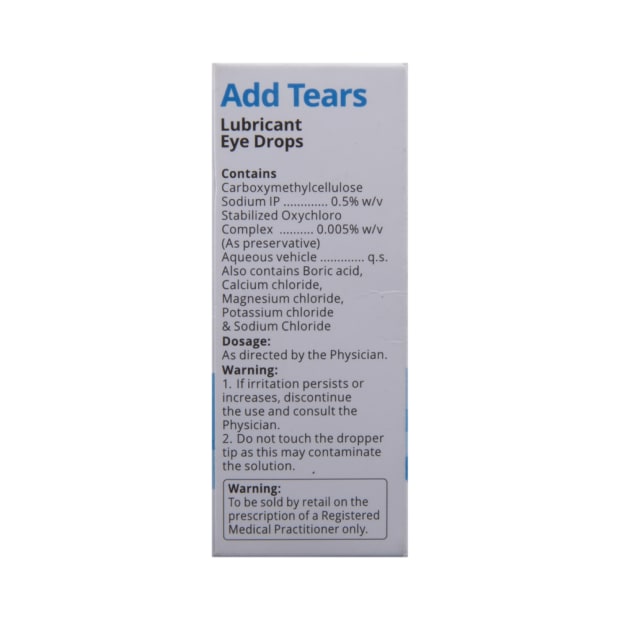 Add Tears
Lubricant
Eye Drops
Contains
Carboxymethylcellulose
Sodium IP ............. 0.5% w/v
Stabilized Oxychloro
Complex .......... 0.005% w/v
(As preservative)
Aqueous vehicle ............. q.s.
Also contains Boric acid,
Calcium chloride,
Magnesium chloride,
Potassium chloride
& Sodium Chloride
Dosage:
As directed by the Physician.
Warning:
1. If irritation persists or
increases, discontinue
the use and consult the
Physician.
2. Do not touch the dropper
tip as this may contaminate
the solution.
Warning:
To be sold by retail on the
prescription of a Registered
Medical Practitioner only.